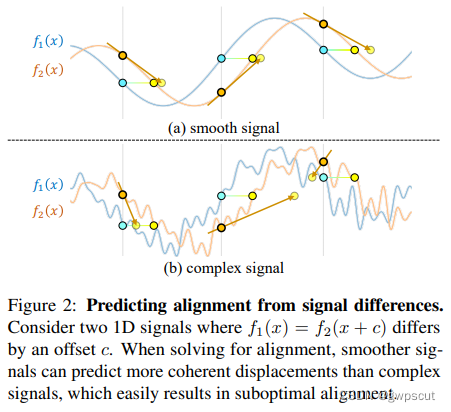 f₁(x)
f₂(x)
(a) smooth signal
f₁(x)
f₂(x)
(b) complex signal
Figure 2: Predicting alignment from signal differences.
Consider two 1D signals where f₁(x) = f₂(x + c) differs
by an offset c. When solving for alignment, smoother sig-
nals can predict more coherent displacements than complex
signals, which easily results in suboptimal alignment.
@gwpscut